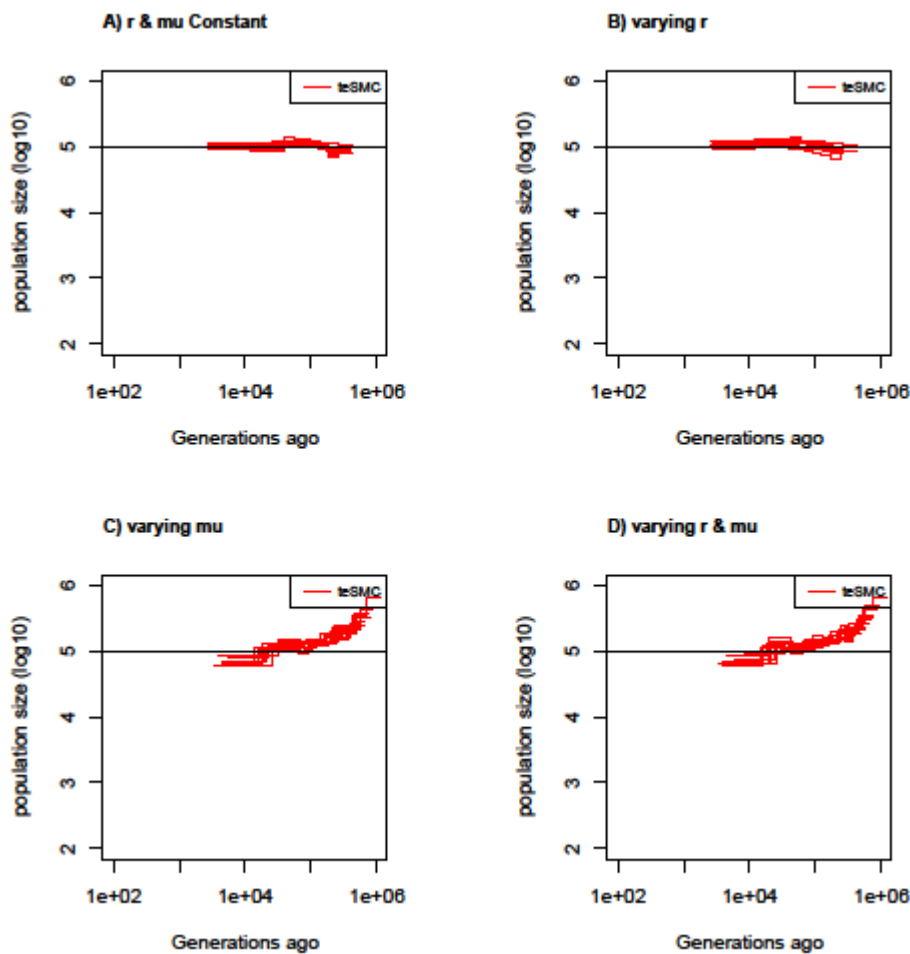 A) r & mu Constant
population size (log10)
6
5
4
3
2
teSMC
1e+02
1e+04
1e+06
Generations ago
B) varying r
population size (log10)
6
5
4
3
2
teSMC
1e+02
1e+04
1e+06
Generations ago
C) varying mu
population size (log10)
6
5
4
3
2
teSMC
1e+02
1e+04
1e+06
Generations ago
D) varying r & mu
population size (log10)
6
5
4
3
2
teSMC
1e+02
1e+04
1e+06
Generations ago